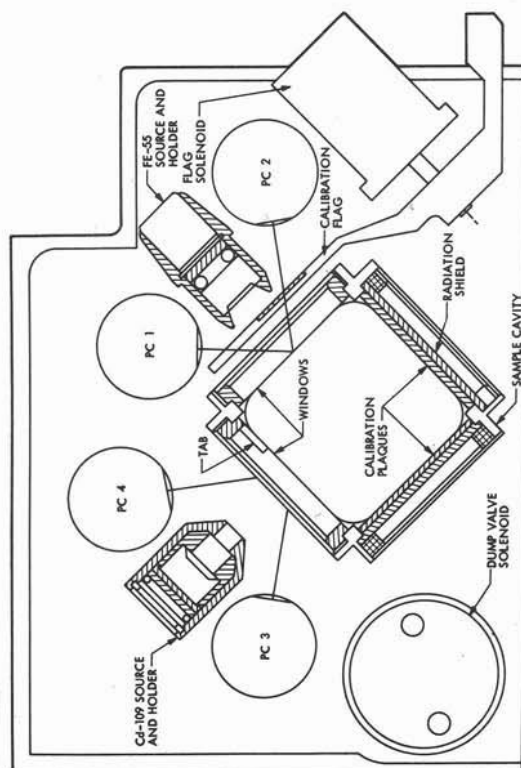 FE-55
SOURCE AND
HOLDER
FLAG
SOLENOID
PC 2
CALIBRATION
FLAG
PC 1
RADIATION
SHIELD
SAMPLE CAVITY
WINDOWS
TAB
CALIBRATION
PLAQUES
PC 4
DUMP VALVE
SOLENOID
Cd-109 SOURCE
AND HOLDER
PC 3